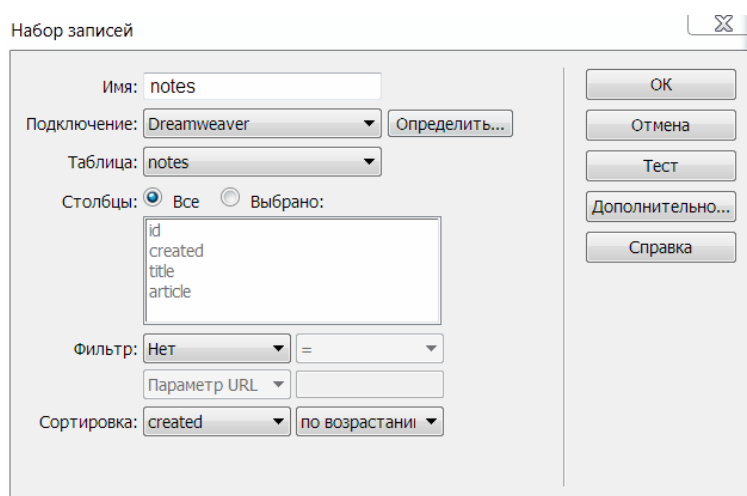 Набор записей
Имя: notes
OK
Подключение: Dreamweaver Определить...
Отмена
Таблица: notes
Тест
Столбцы: Все Выбрано:
Дополнительно...
id
created
title
article
Справка
Фильтр: Нет =
Параметр URL
Сортировка: created по возрастани